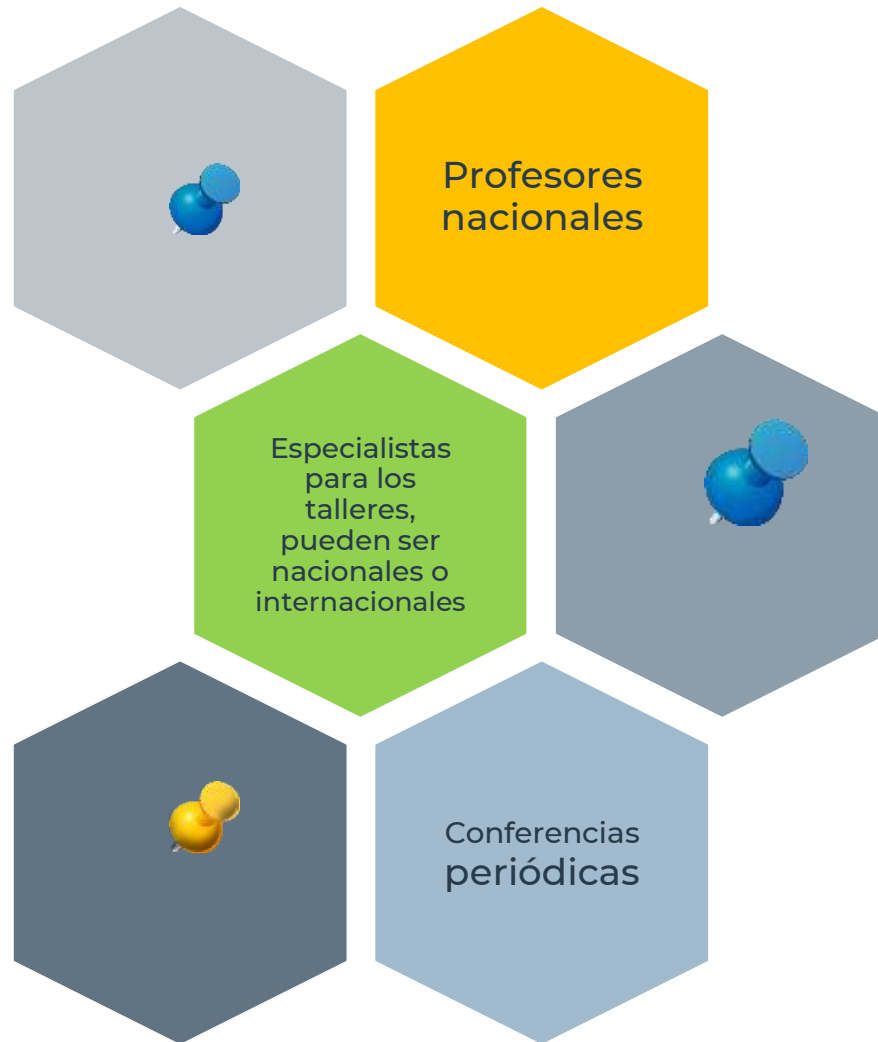 Profesores
nacionales
Especialistas
para los
talleres,
pueden ser
nacionales o
internacionales
Conferencias
periódicas